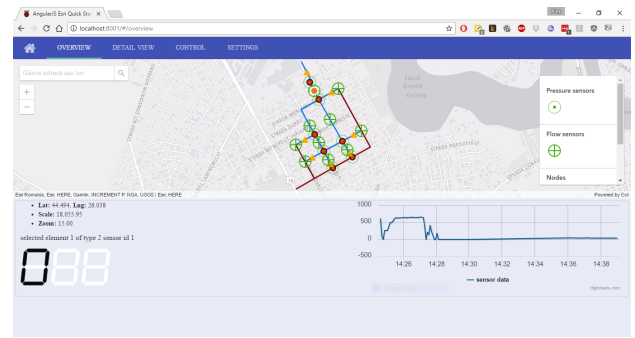 AngularJS Esri Quick Sta
localhost:8001/#/overview
OVERVIEW DETAIL VIEW CONTROL SETTINGS
Găsire adresă sau loc
Lacul
Giulești
Pressure sensors
Flow sensors
Nodes
Esri Romania, Esri, HERE, Garmin, INCREMENT P, NGA, USGS | Esri, HERE
Powered by Esri
• Lat: 44.494, Lng: 26.038
• Scale: 18,055.95
• Zoom: 15.00
selected element 1 of type 2 sensor id 1
0
1000
500
0
-500
14:26 14:28 14:30 14:32 14:34 14:36 14:38
sensor data
Highcharts.com